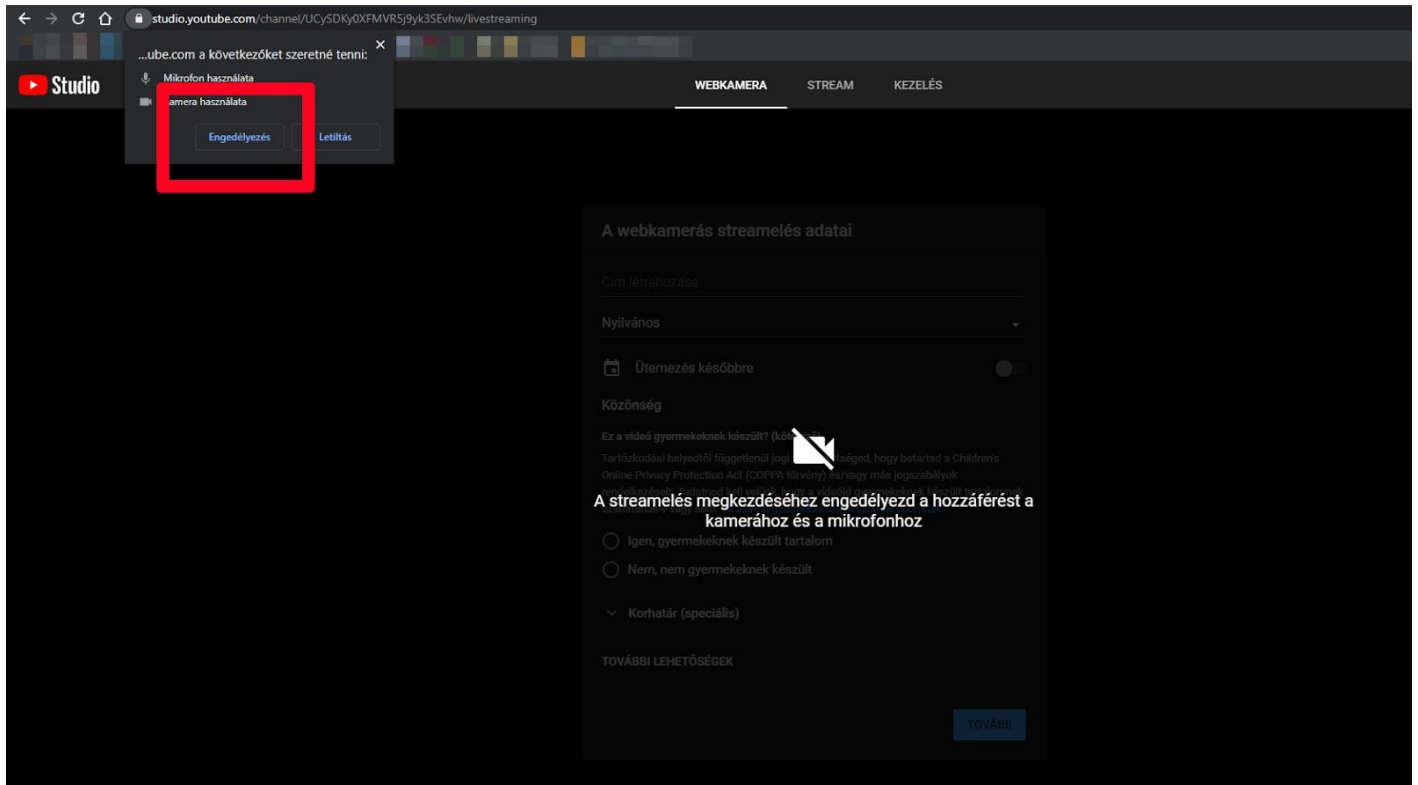 studio.youtube.com/channel/UCySDKy0XFMVR5j9yk3SEvhw/livestreaming
...ube.com a következőket szeretné tenni:
Mikrofon használata
amera használata
Engedélyezés
Letiltás
Studio
WEBKAMERA
STREAM
KEZELÉS
A webkamerás streamelés adatai
Cím létrehozása
Nyilvános
Ütemezés későbbre
Közönség
Ez a videó gyermekeknek készült?
Tartózkodási helyedtől függetlenül jogi hogy betartsd a Children's
Online Privacy Protection Act (COPPA törvény) és/vagy más jogszabályok
A streamelés megkezdéséhez engedélyezd a hozzáférést a
kamerához és a mikrofonhoz
Igen, gyermekeknek készült tartalom
Nem, nem gyermekeknek készült
Korhatár (speciális)
TOVÁBBI LEHETŐSÉGEK
TOVÁBB